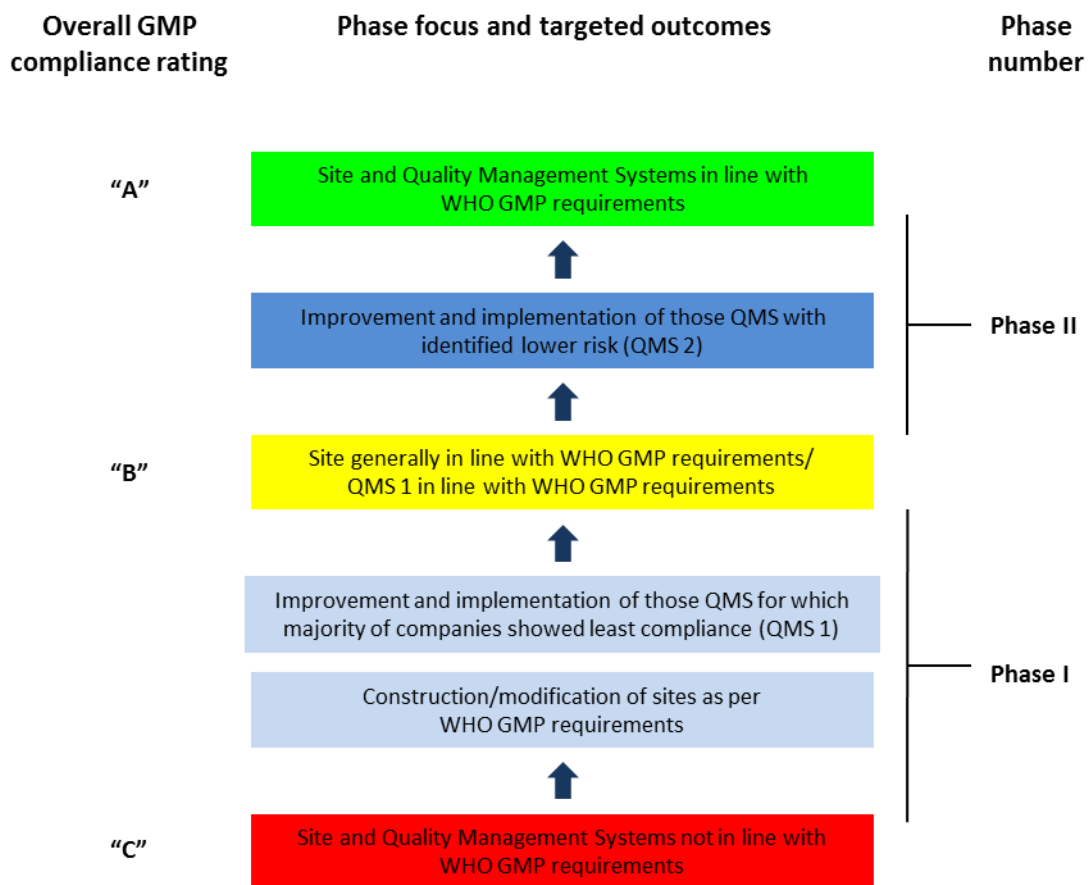 Overall GMP
compliance rating
Phase focus and targeted outcomes
Phase
number
"A"
Site and Quality Management Systems in line with
WHO GMP requirements
Improvement and implementation of those QMS with
identified lower risk (QMS 2)
Phase II
"B"
Site generally in line with WHO GMP requirements/
QMS 1 in line with WHO GMP requirements
Improvement and implementation of those QMS for which
majority of companies showed least compliance (QMS 1)
Phase I
Construction/modification of sites as per
WHO GMP requirements
"C"
Site and Quality Management Systems not in line with
WHO GMP requirements